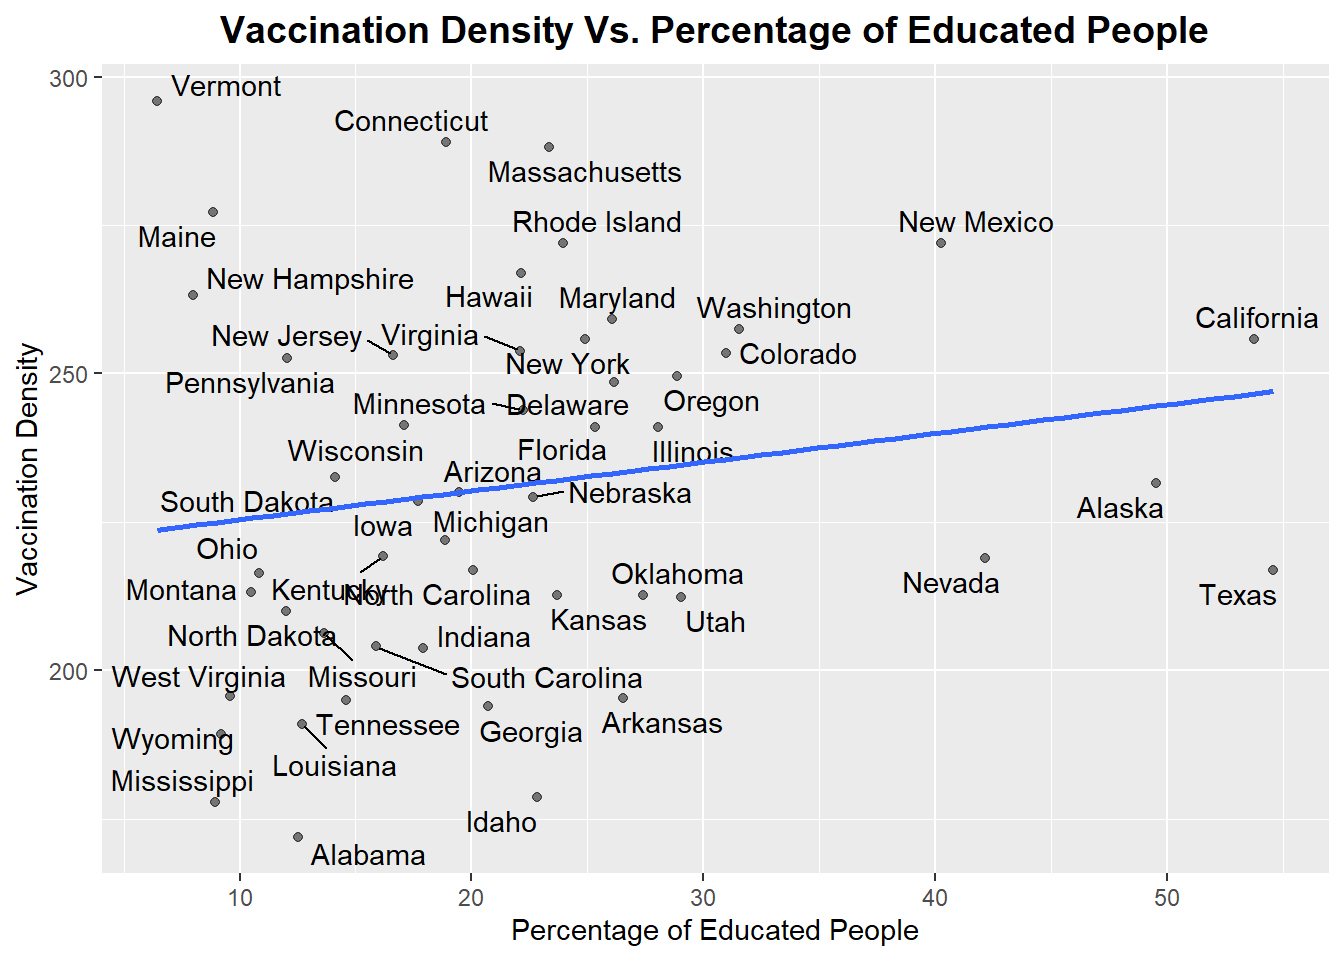 Vaccination Density Vs. Percentage of Educated People
300
Vermont
Connecticut
Massachusetts
Rhode Island
New Mexico
Maine
New Hampshire
Hawaii
Maryland
Washington
California
New Jersey
Virginia
New York
Colorado
250
Pennsylvania
Minnesota
Delaware
Oregon
Wisconsin
Florida
Illinois
Arizona
South Dakota
Nebraska
Alaska
Iowa
Michigan
Ohio
Oklahoma
Montana
Kentucky
North Carolina
Nevada
Texas
Kansas
Utah
North Dakota
Indiana
200
West Virginia
Missouri
South Carolina
Tennessee
Georgia
Arkansas
Wyoming
Louisiana
Mississippi
Idaho
Alabama
Vaccination Density
10
20
30
40
50
Percentage of Educated People